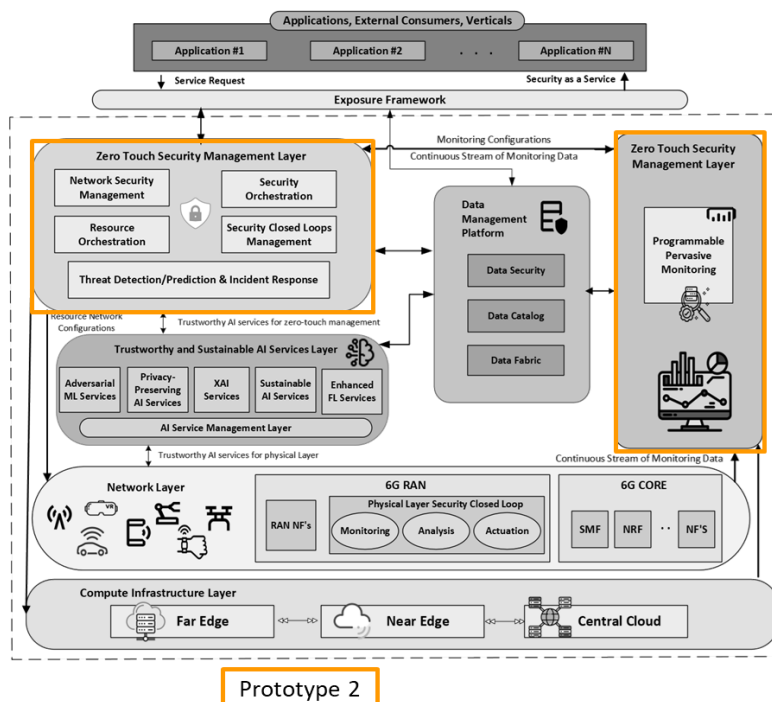 Applications, External Consumers, Verticals
Application #1
Application #2
. . .
Application #N
Service Request
Security as a Service
Exposure Framework
Zero Touch Security Management Layer
Network Security
Management
Security
Orchestration
Resource
Orchestration
Security Closed Loops
Management
Threat Detection/Prediction & Incident Response
Monitoring Configurations
Continuous Stream of Monitoring Data
Data
Management
Platform
Data Security
Data Catalog
Data Fabric
Zero Touch Security
Management Layer
Programmable
Pervasive
Monitoring
Resource Network
Configurations
Trustworthy AI services for zero-touch management
Trustworthy and Sustainable AI Services Layer
Adversarial
ML Services
Privacy-
Preserving
AI Services
XAI
Services
Sustainable
AI Services
Enhanced
FL Services
AI Service Management Layer
Trustworthy AI services for physical Layer
Continuous Stream of Monitoring Data
Network Layer
VR
6G RAN
RAN NF's
Physical Layer Security Closed Loop
Monitoring
Analysis
Actuation
6G CORE
SMF
NRF
. .
NF'S
Compute Infrastructure Layer
Far Edge
Near Edge
Central Cloud
Prototype 2